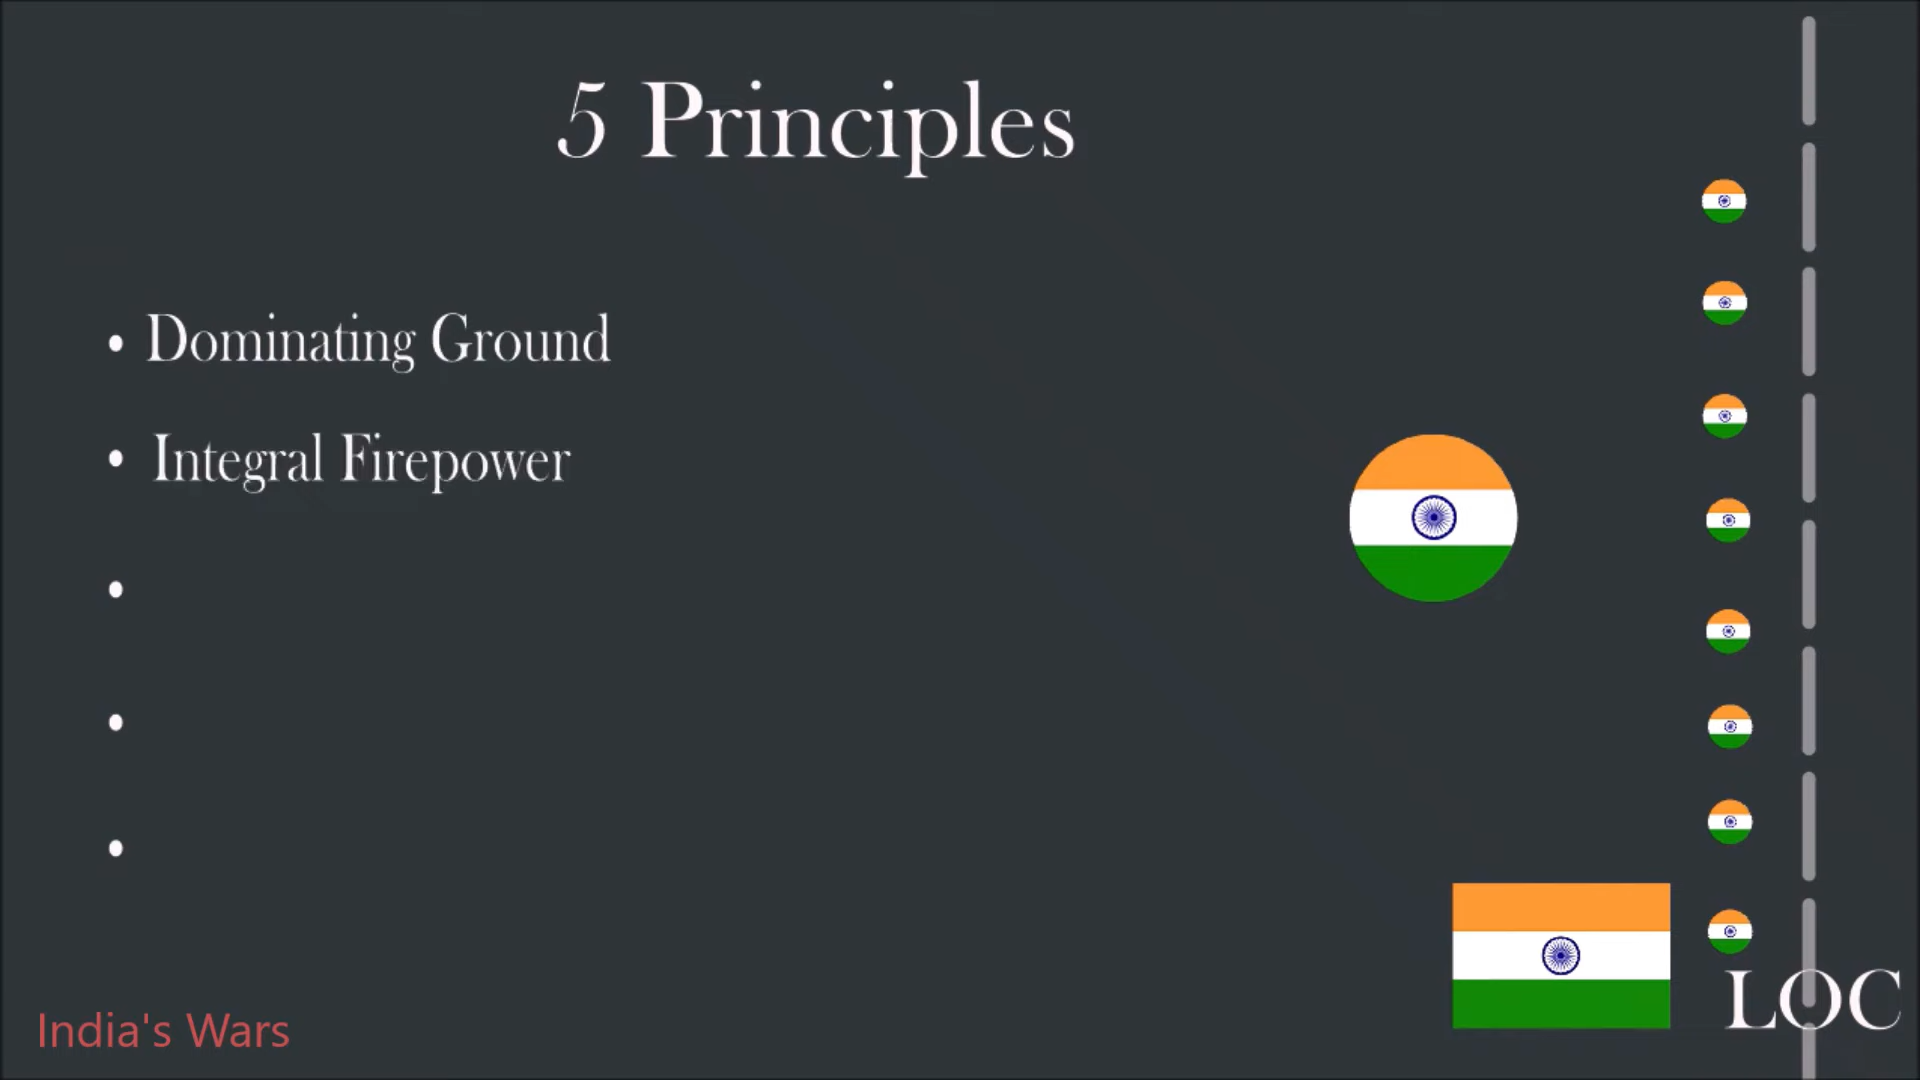 5 Principles
• Dominating Ground
• Integral Firepower
•
•
•
LOC
India's Wars